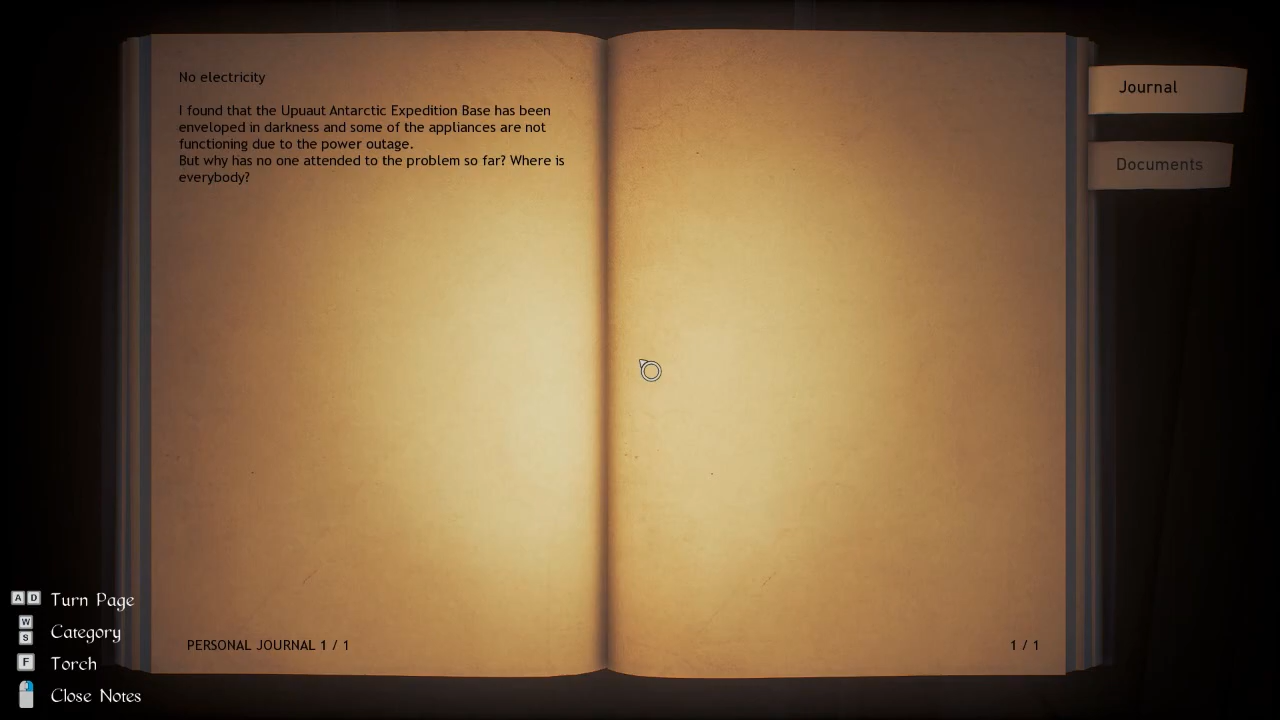 No electricity
I found that the Upuaut Antarctic Expedition Base has been
enveloped in darkness and some of the appliances are not
functioning due to the power outage.
But why has no one attended to the problem so far? Where is
everybody?
PERSONAL JOURNAL 1 / 1
1 / 1
Journal
Documents
A D Turn Page
W
S Category
F Torch
Close Notes